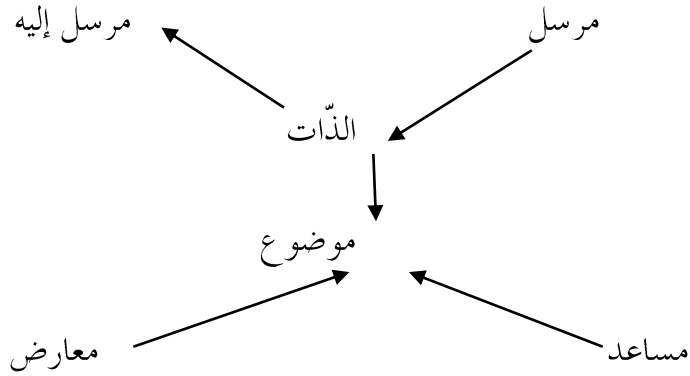 مرسل مرسل إليه
الذّات
موضوع
مساعد معارض